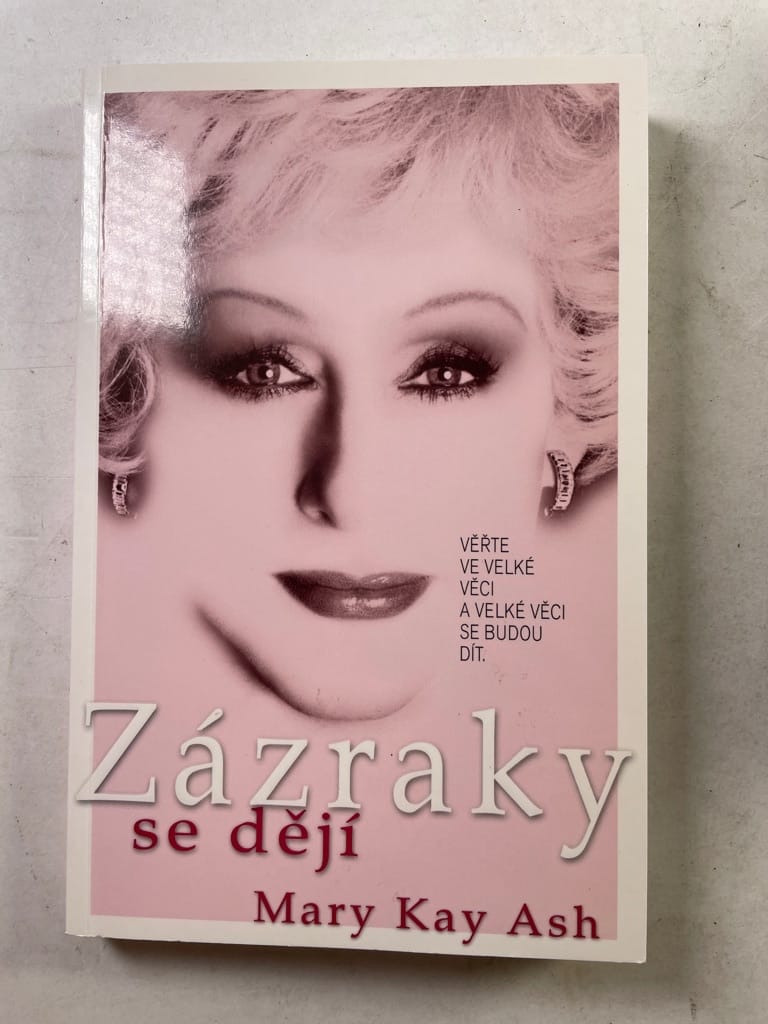 VĚŘTE
VE VELKÉ
VĚCI
A VELKÉ VĚCI
SE BUDOU
DÍT.
Zázraky
se dějí
Mary Kay Ash